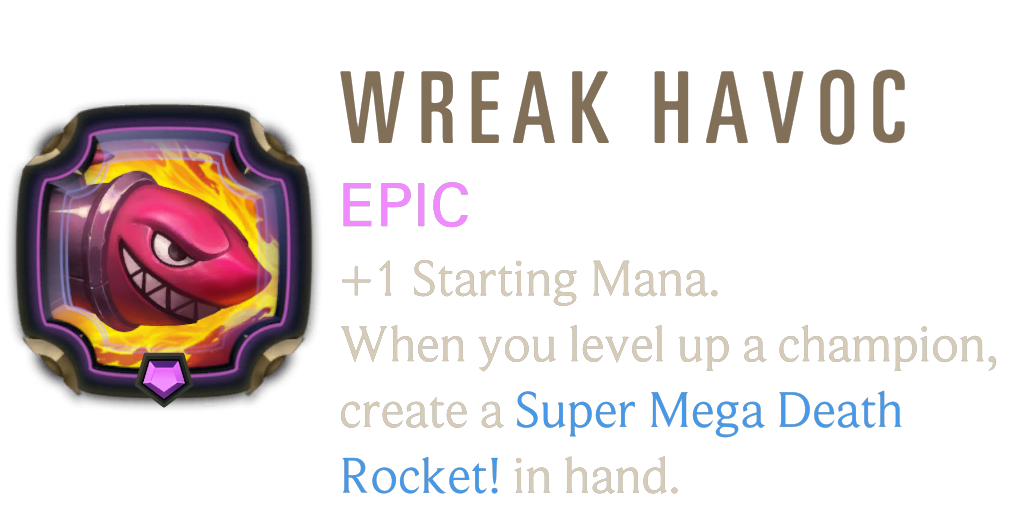 WREAK HAVOC
EPIC
+1 Starting Mana.
When you level up a champion,
create a Super Mega Death
Rocket! in hand.